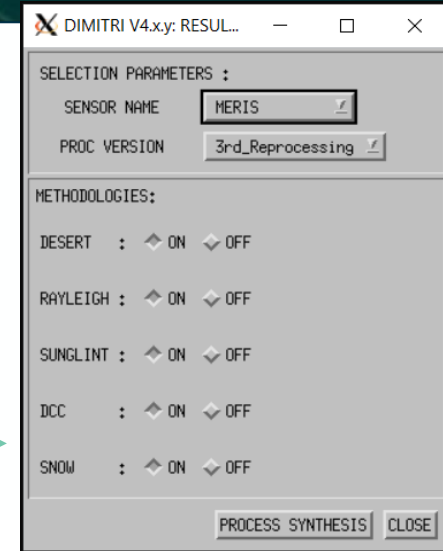 DIMITRI V4.x.y: RESUL...
SELECTION PARAMETERS :
SENSOR NAME MERIS
PROC VERSION 3rd_Reprocessing
METHODOLOGIES:
DESERT : ON OFF
RAYLEIGH : ON OFF
SUNGLINT : ON OFF
DCC : ON OFF
SNOW : ON OFF
PROCESS SYNTHESIS CLOSE